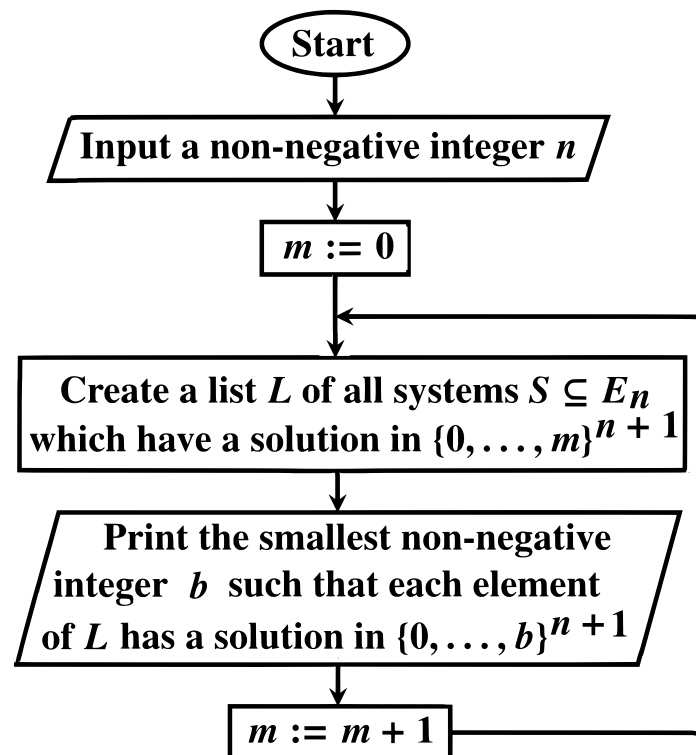 Start
Input a non-negative integer n
m := 0
Create a list L of all systems S ⊆ Eₙ
which have a solution in {0, . . . , m}ⁿ ⁺ ¹
Print the smallest non-negative
integer b such that each element
of L has a solution in {0, . . . , b}ⁿ ⁺ ¹
m := m + 1